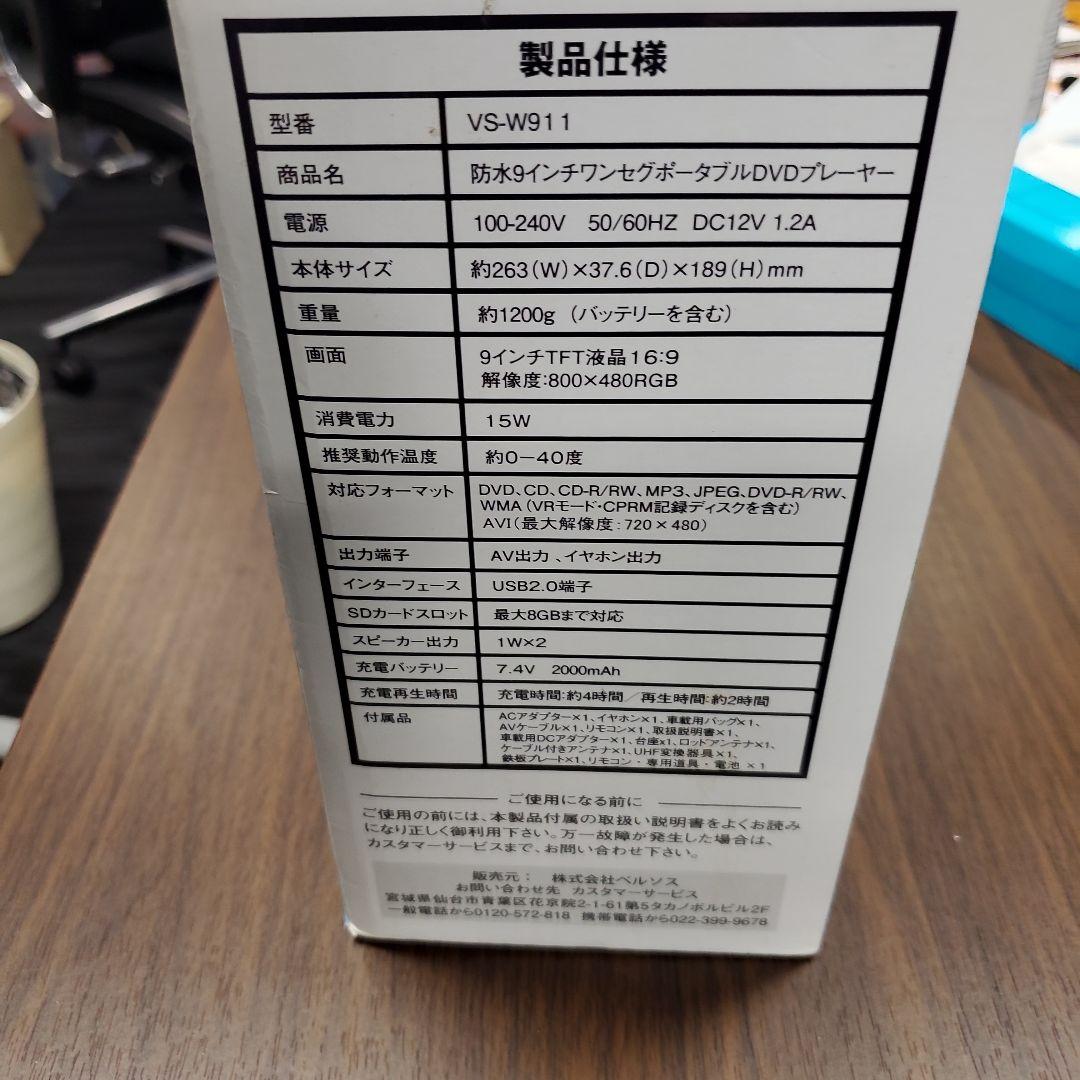 製品仕様
型番 VS-W911
商品名 防水9インチワンセグポータブルDVDプレーヤー
電源 100-240V 50/60HZ DC12V 1.2A
本体サイズ 約263(W)×37.6(D)×189(H)mm
重量 約1200g (バッテリーを含む)
画面 9インチTFT液晶16:9
解像度:800×480RGB
消費電力 15W
推奨動作温度 約0−40度
対応フォーマット DVD、CD、CD-R/RW、MP3、JPEG、DVD-R/RW、
WMA(VRモード・CPRM記録ディスクを含む)
AVI(最大解像度:720×480)
出力端子 AV出力、イヤホン出力
インターフェース USB2.0端子
SDカードスロット 最大8GBまで対応
スピーカー出力 1W×2
充電バッテリー 7.4V 2000mAh
充電再生時間 充電時間:約4時間/再生時間:約2時間
付属品 ACアダプター×1、イヤホン×1、車載用バッグ×1、
AVケーブル×1、リモコン×1、取扱説明書×1、
車載用DCアダプター×1、台座x1、ロッドアンテナ×1、
ケーブル付きアンテナ×1、UHF変換器具×1、
鉄板プレート×1、リモコン・専用道具・電池 ×1
ご使用になる前に
ご使用の前には、本製品付属の取扱い説明書をよくお読み
になり正しく御利用下さい。万一故障が発生した場合は、
カスタマーサービスまで、お問い合わせ下さい。
販売元: 株式会社ベルソス
お問い合わせ先 カスタマーサービス
宮城県仙台市青葉区花京院2-1-61第5タカノボルビル2F
一般電話から0120-572-818 携帯電話から022-399-9678